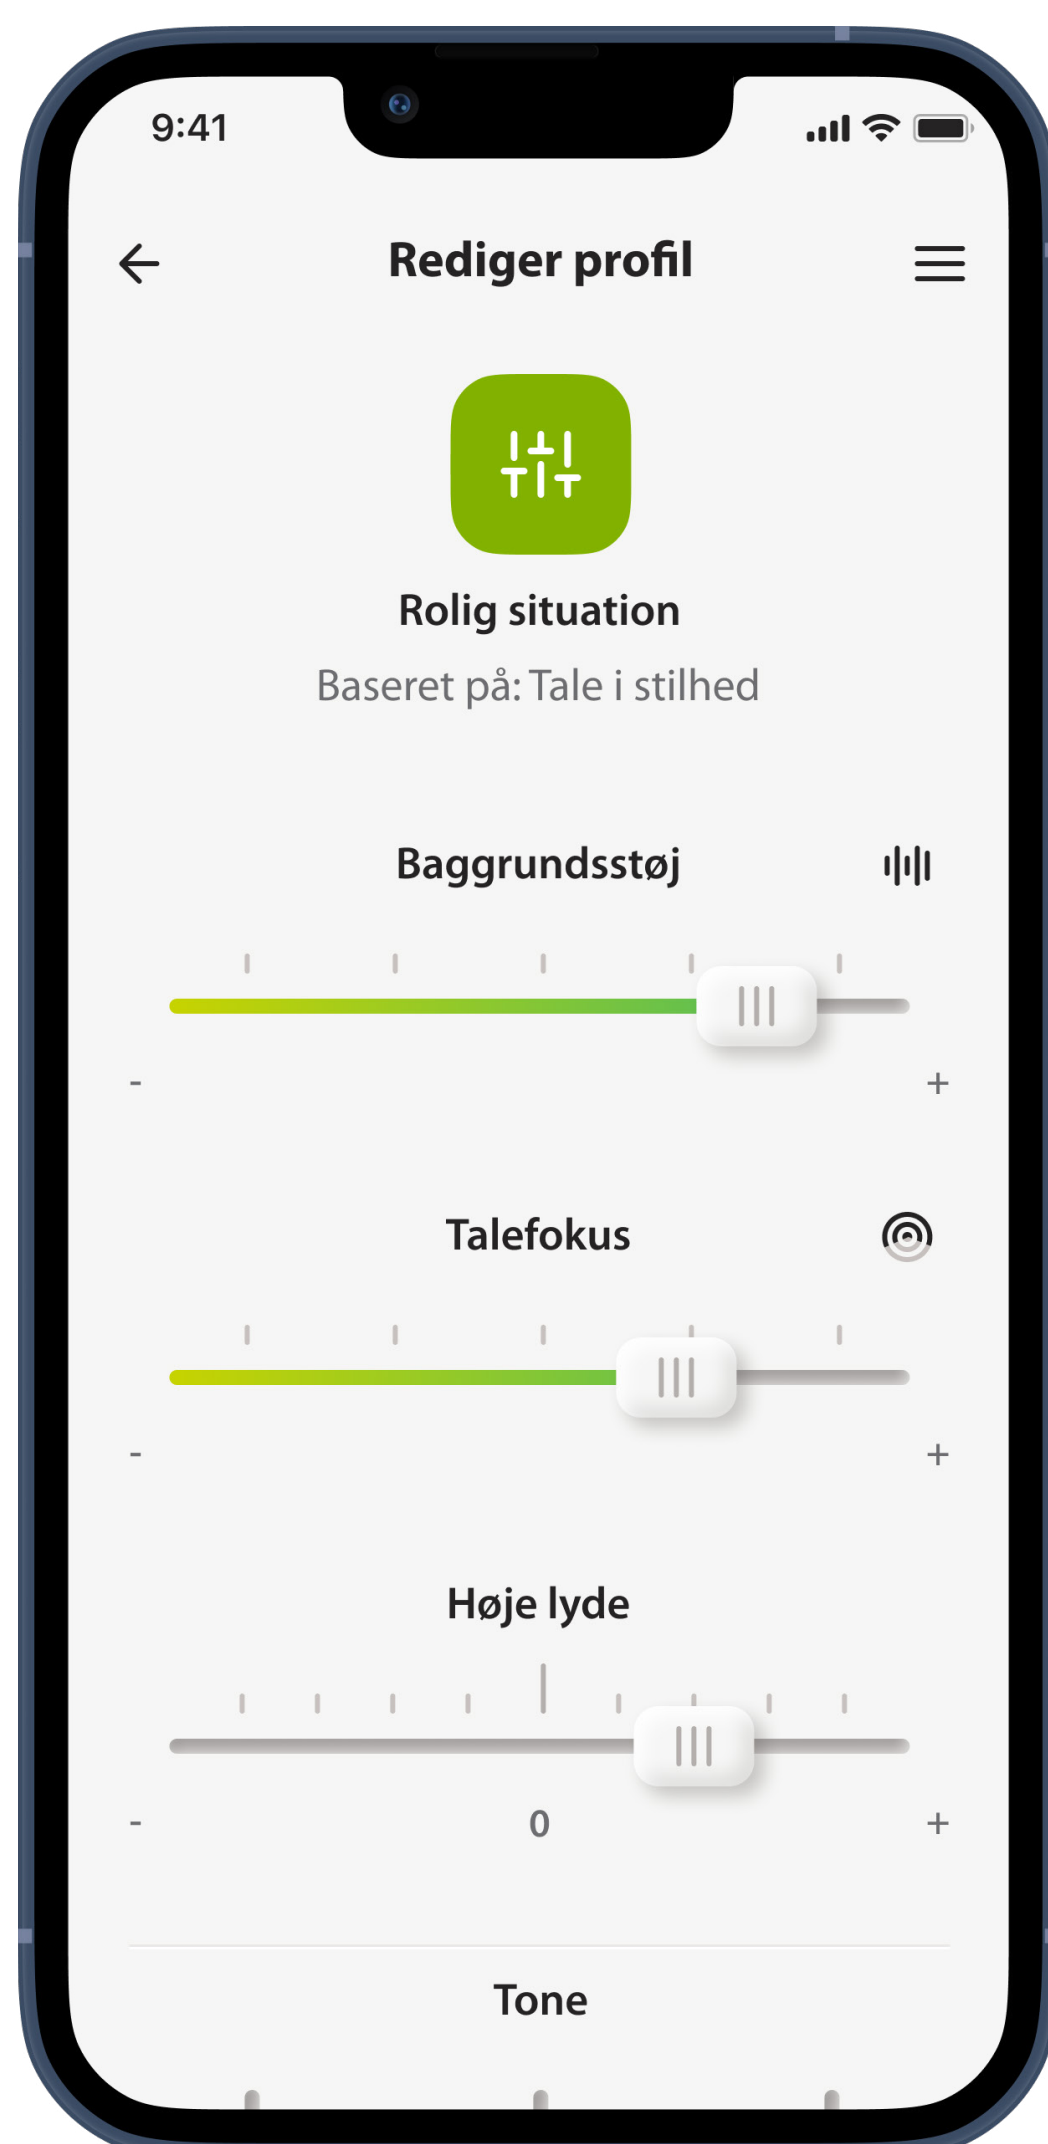 9:41
Rediger profil
Rolig situation
Baseret på: Tale i stilhed
Baggrundsstøj
- +
Talefokus
- +
Høje lyde
- 0 +
Tone